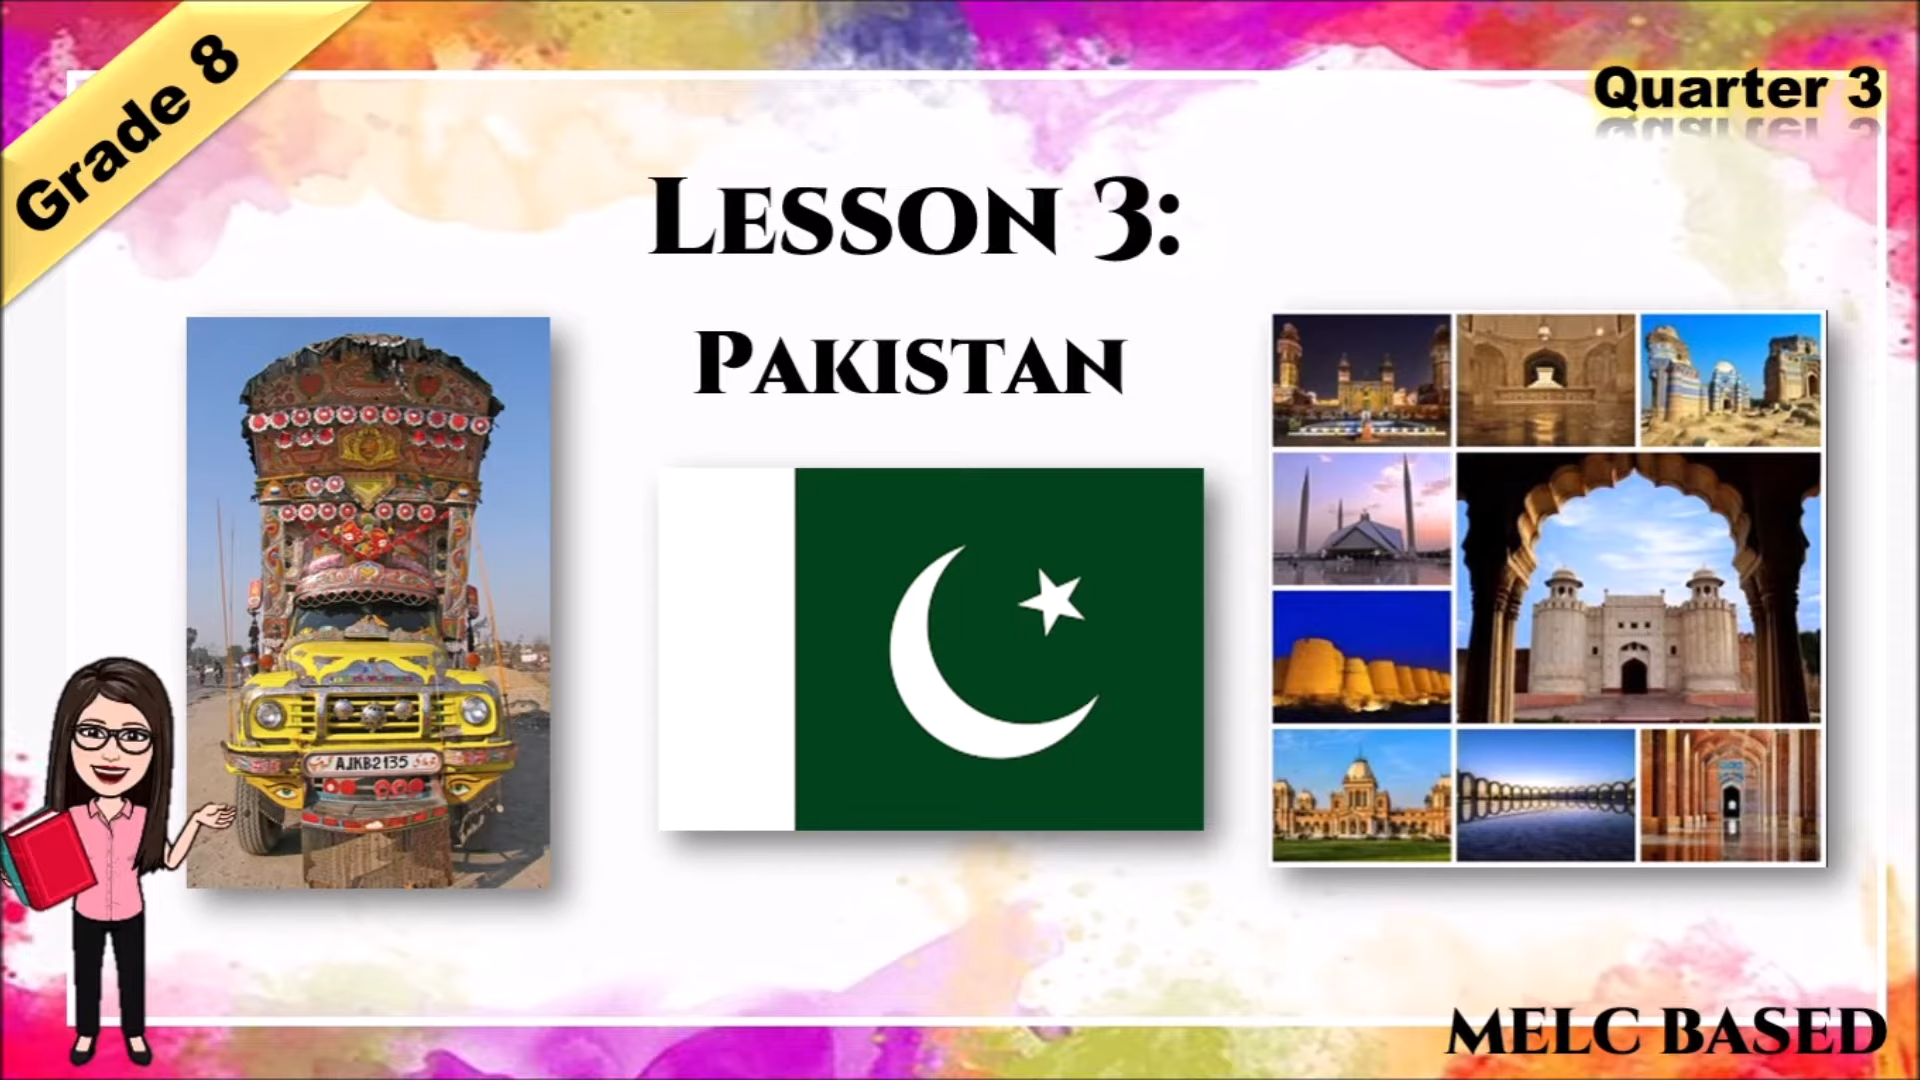 Grade 8
Quarter 3
Lesson 3:
Pakistan
AJKB2135
MELC BASED